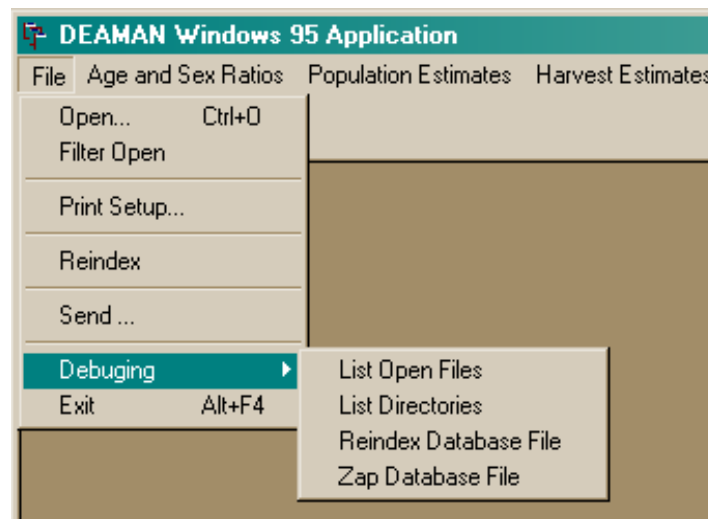 DEAMAN Windows 95 Application
File Age and Sex Ratios Population Estimates Harvest Estimates
Open... Ctrl+O
Filter Open
Print Setup...
Reindex
Send ...
Debuging
Exit Alt+F4
List Open Files
List Directories
Reindex Database File
Zap Database File